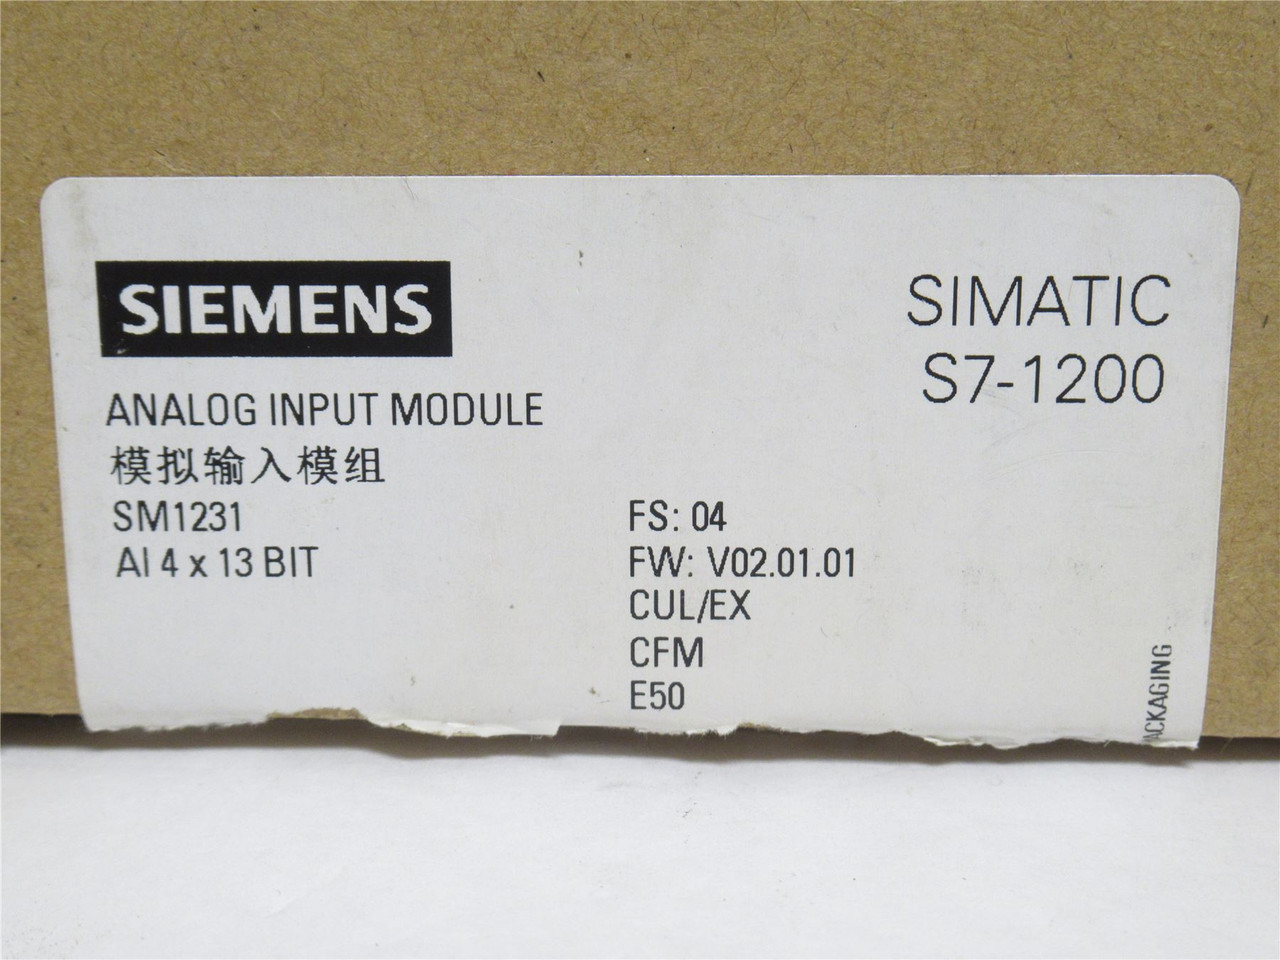 SIEMENS
SIMATIC
S7-1200
ANALOG INPUT MODULE
模拟输入模组
SM1231
AI 4 x 13 BIT
FS: 04
FW: V02.01.01
CUL/EX
CFM
E50
ACKAGING